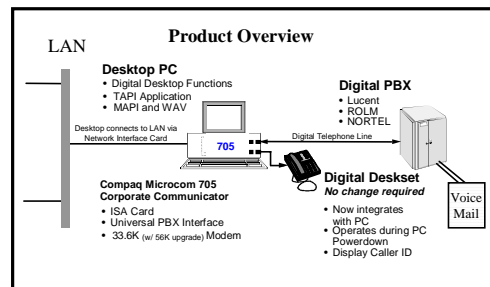 Product Overview
LAN
Desktop PC
• Digital Desktop Functions
• TAPI Application
• MAPI and WAV
Desktop connects to LAN via
Network Interface Card
705
Digital Telephone Line
Digital PBX
• Lucent
• ROLM
• NORTEL
Compaq Microcom 705
Corporate Communicator
• ISA Card
• Universal PBX Interface
• 33.6K (w/ 56K upgrade) Modem
Digital Deskset
No change required
• Now integrates
with PC
• Operates during PC
Powerdown
• Display Caller ID
Voice
Mail